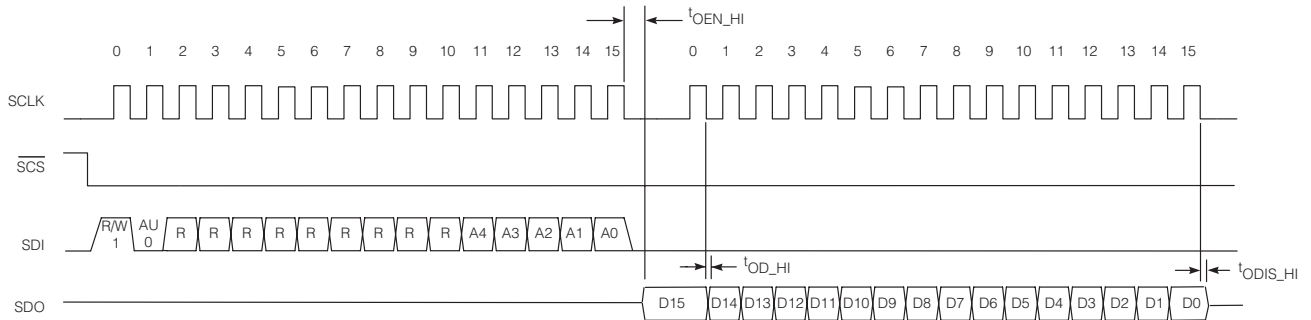 tOEN_HI
0 1 2 3 4 5 6 7 8 9 10 11 12 13 14 15 0 1 2 3 4 5 6 7 8 9 10 11 12 13 14 15
SCLK
SCS
SDI R/W 1 AU 0 R R R R R R R R R A4 A3 A2 A1 A0
tOD_HI tODIS_HI
SDO D15 D14 D13 D12 D11 D10 D9 D8 D7 D6 D5 D4 D3 D2 D1 D0